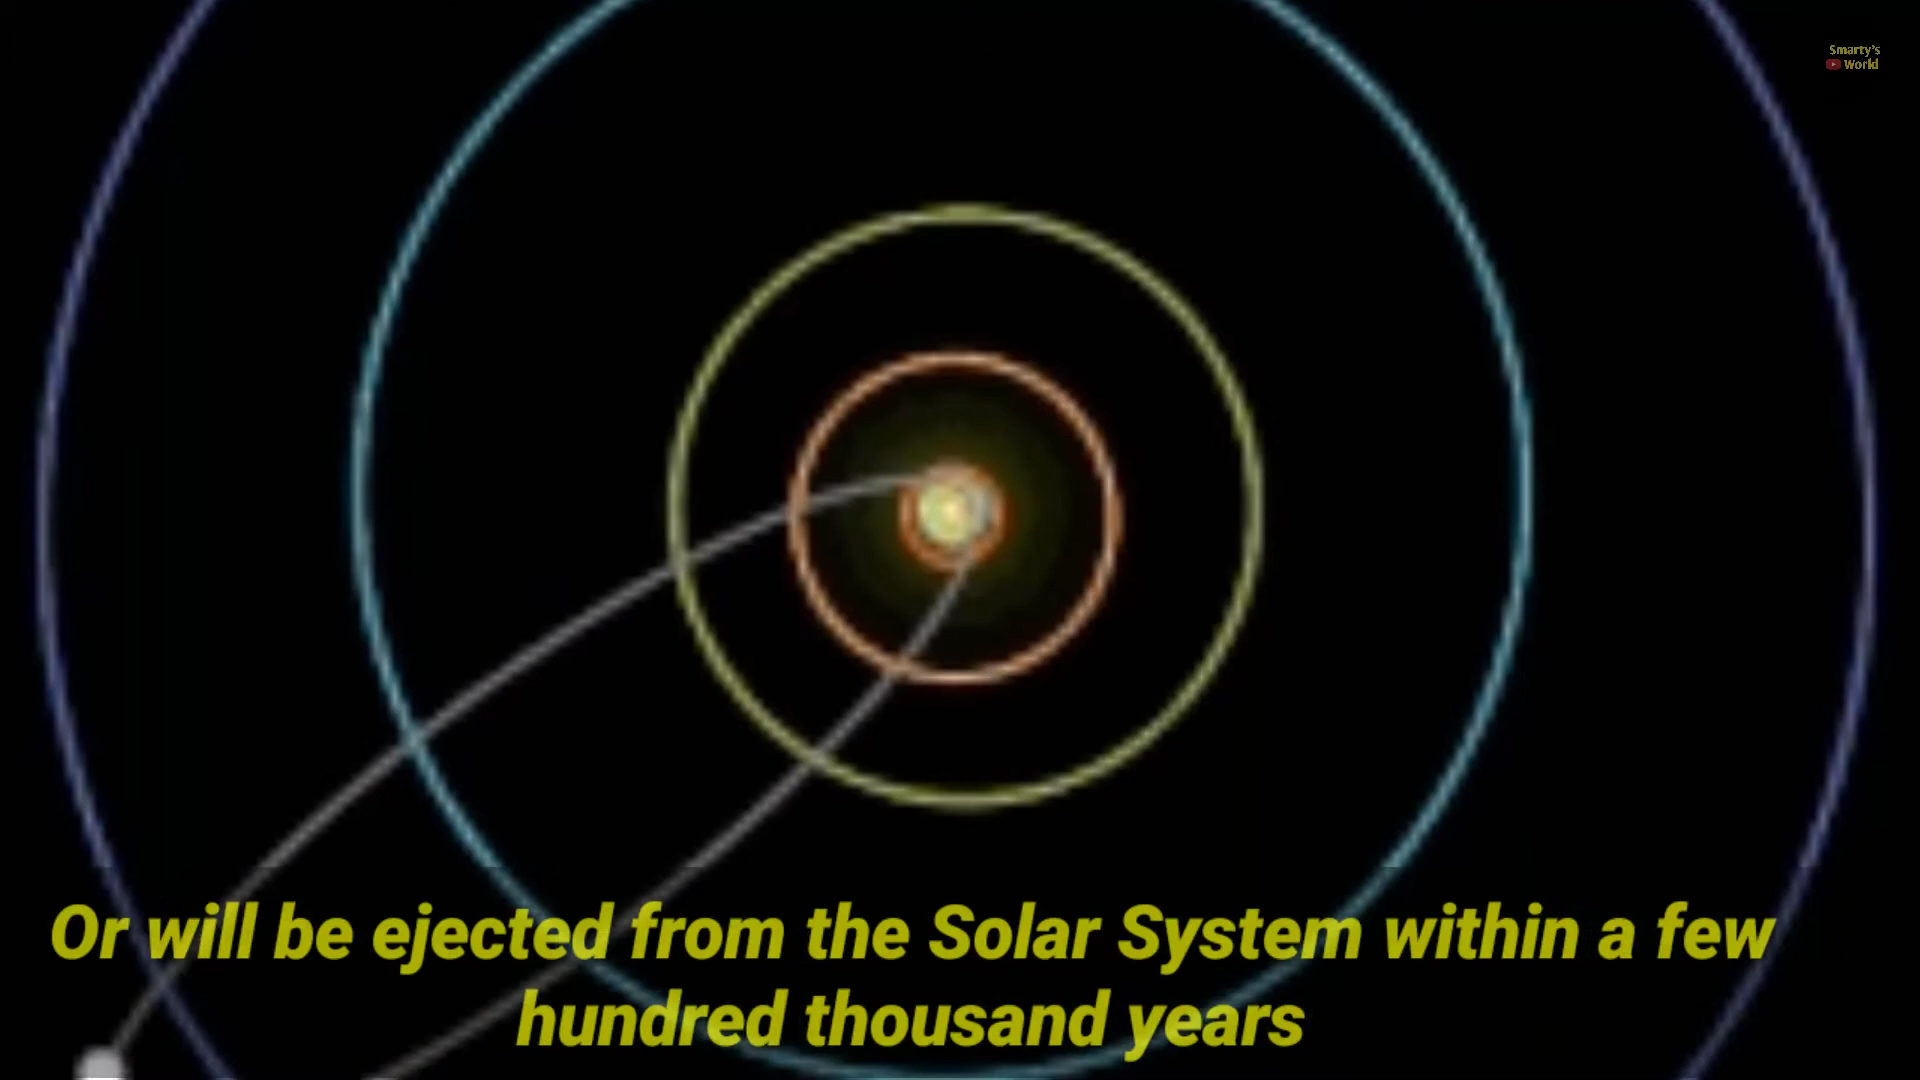 Smarty's
World
Or will be ejected from the Solar System within a few
hundred thousand years